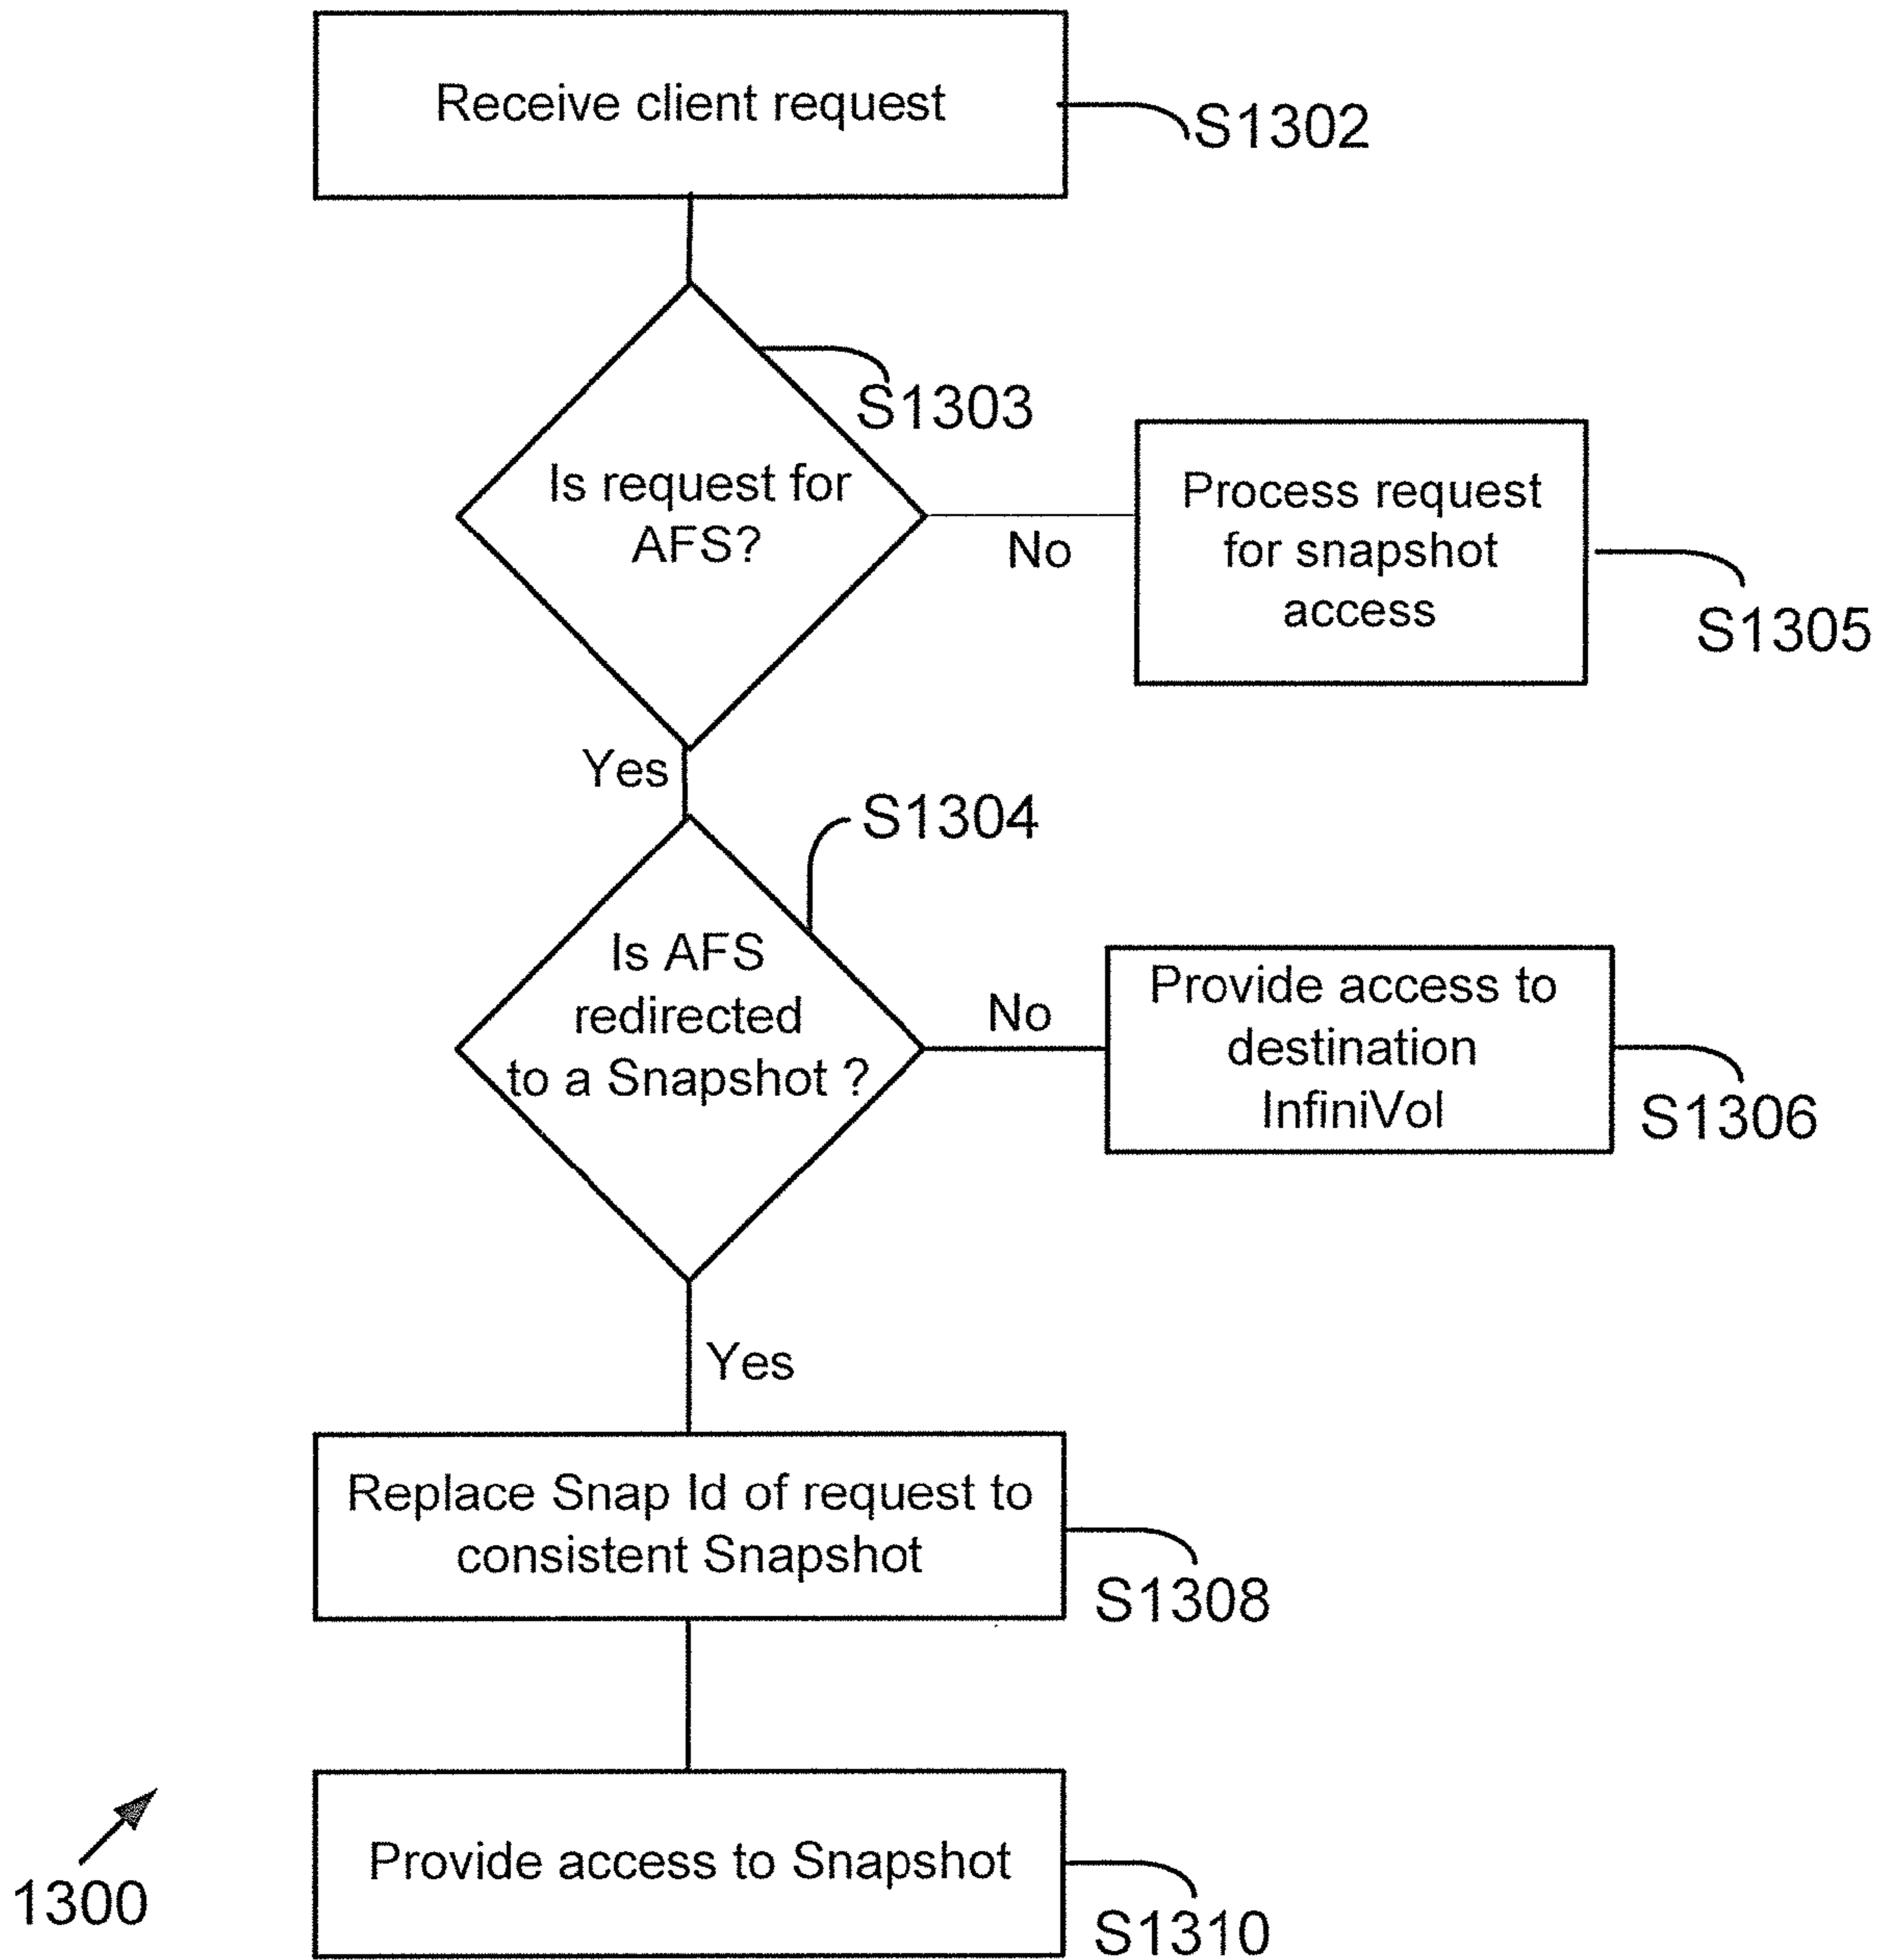 Receive client request
S1302
S1303
Is request for
AFS?
No
Process request
for snapshot
access
S1305
Yes
S1304
Is AFS
redirected
to a Snapshot ?
No
Provide access to
destination
InfiniVol
S1306
Yes
Replace Snap Id of request to
consistent Snapshot
S1308
Provide access to Snapshot
S1310
1300